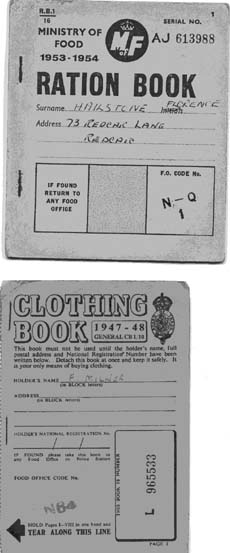 R.B.1
16
1
MINISTRY OF
FOOD
1953-1954
MF
SERIAL NO.
AJ 613988
RATION BOOK
Surname HAILSTONE Initials FLORENCE
Address 73 REDCAR LANE
REDCAR
IF FOUND
RETURN TO
ANY FOOD
OFFICE
F.O. CODE No.
N-Q
1
CLOTHING
BOOK 1947-48
GENERAL CB 1/10
This book must not be used until the holder's name, full
postal address and National Registration Number have been
written below. Detach this book at once and keep it safely. It
is your only means of buying clothing.
HOLDER'S NAME
(in BLOCK letters)
ADDRESS
(in BLOCK letters)
HOLDER'S NATIONAL REGISTRATION No.
/ /
IF FOUND please take this book to
any Food Office or Police Station
FOOD OFFICE CODE No.
THIS BOOK IS NUMBER
L 965533
HOLD Pages I-VIII in one hand and
TEAR ALONG THIS LINE
PAGE I